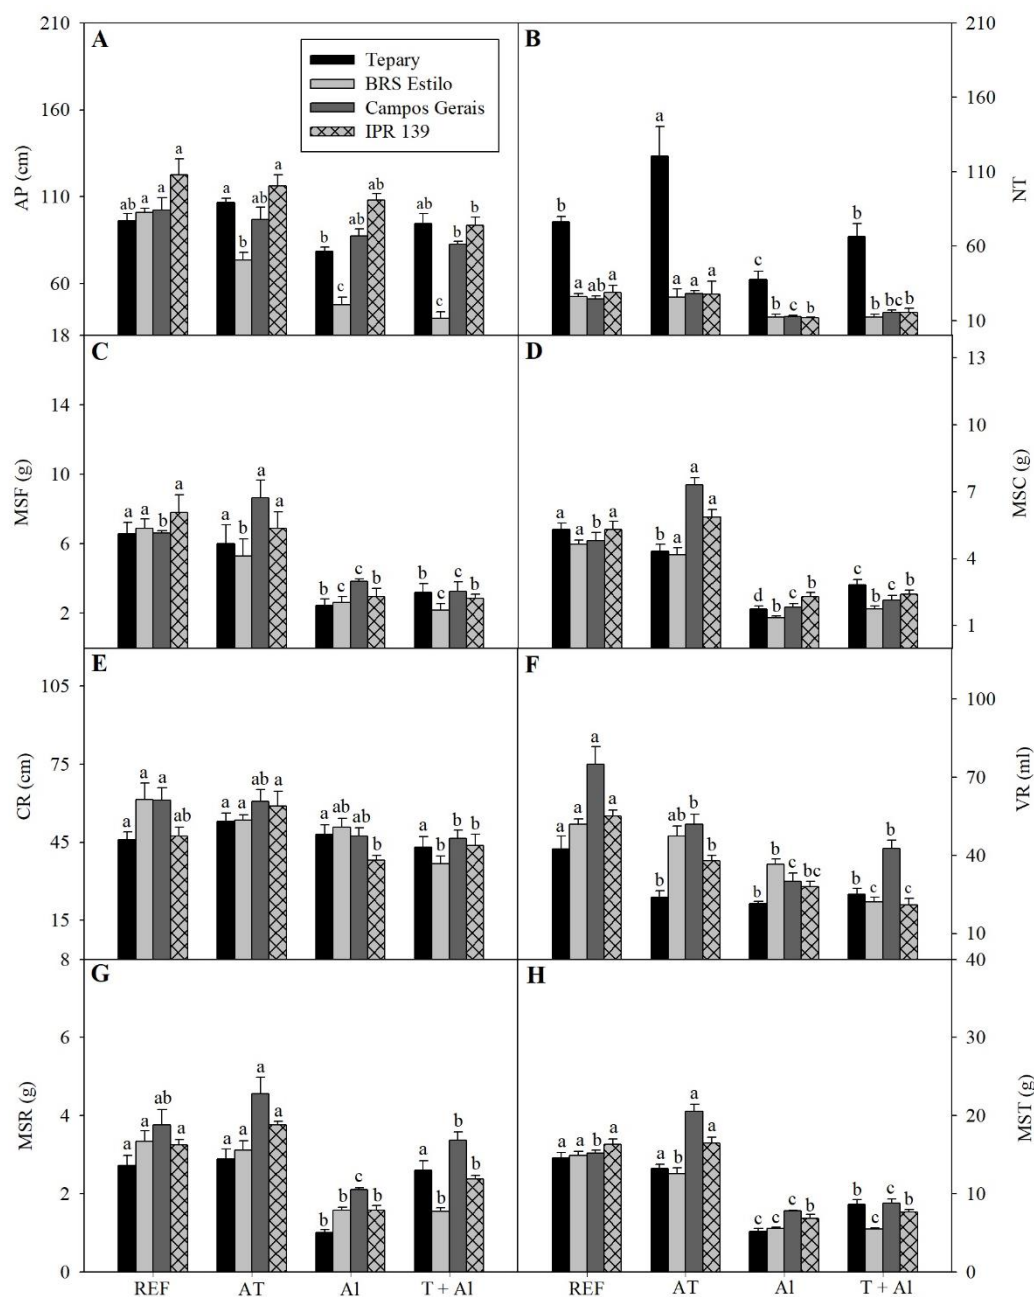 A
210
160
110
60
18
AP (cm)
Tepary
BRS Estilo
Campos Gerais
IPR 139
ab a a a
a b ab a
b c ab ab
ab c b b
B
210
160
110
60
10
NT
b a ab a
a a a a
c b c b
b b bc b
C
14
10
6
2
MSF (g)
a a b a
a b a a
b b c b
b c c b
D
13
10
7
4
1
MSC (g)
a a b a
b a a a
d b c b
c b c b
E
105
75
45
15
8
CR (cm)
a a a ab
a a ab a
a ab ab b
a b b b
F
100
70
40
10
40
VR (ml)
a a a a
b ab b b
b b c bc
b c b c
G
6
4
2
0
MSR (g)
a a ab a
a a a a
b b c b
a b b b
H
30
20
10
0
MST (g)
a a b a
a b a a
c c c b
b c c b
REF AT Al T + Al REF AT Al T + Al